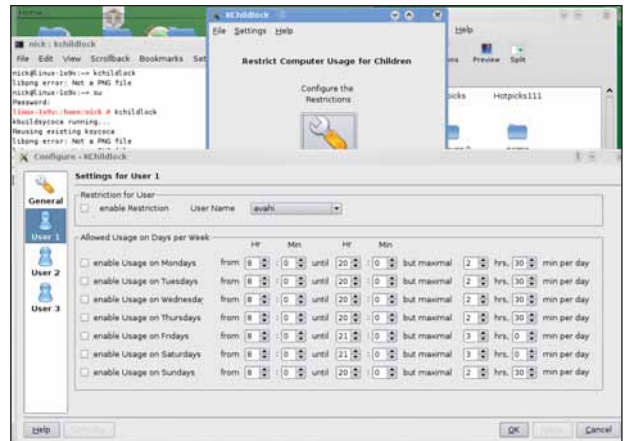 Home
nick : kchildlock
File Edit View Scrollback Bookmarks Set
nick@linux-1o9v:~> kchildlock
libpng error: Not a PNG file
nick@linux-1o9v:~> su
Password:
linux-1o9v:/home/nick # kchildlock
kbuildsycoca running...
Reusing existing ksycoca
libpng error: Not a PNG file
KChildlock
File Settings Help
Restrict Computer Usage for Children
Configure the
Restrictions
Help
Preview Split
picks Hotpicks111
Configure - KChildlock
General
User 1
User 2
User 3
Settings for User 1
Restriction for User
enable Restriction User Name avahi
Allowed Usage on Days per Week
Hr Min Hr Min
enable Usage on Mondays from 8 : 0 until 20 : 0 but maximal 2 hrs, 30 min per day
enable Usage on Tuesdays from 8 : 0 until 20 : 0 but maximal 2 hrs, 30 min per day
enable Usage on Wednesday from 8 : 0 until 20 : 0 but maximal 2 hrs, 30 min per day
enable Usage on Thursdays from 8 : 0 until 20 : 0 but maximal 2 hrs, 30 min per day
enable Usage on Fridays from 8 : 0 until 21 : 0 but maximal 3 hrs, 0 min per day
enable Usage on Saturdays from 8 : 0 until 21 : 0 but maximal 3 hrs, 0 min per day
enable Usage on Sundays from 8 : 0 until 20 : 0 but maximal 2 hrs, 30 min per day
Help Defaults OK Apply Cancel